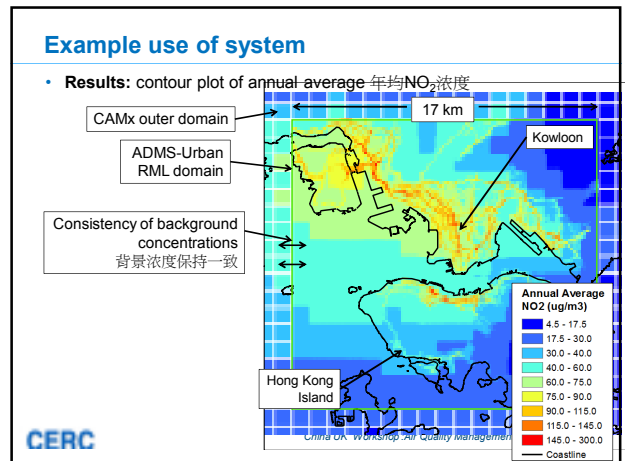 Example use of system
• Results: contour plot of annual average 年均NO₂浓度
CAMx outer domain
17 km
Kowloon
ADMS-Urban
RML domain
Consistency of background
concentrations
背景浓度保持一致
Hong Kong
Island
Annual Average
NO2 (ug/m3)
4.5 - 17.5
17.5 - 30.0
30.0 - 40.0
40.0 - 60.0
60.0 - 75.0
75.0 - 90.0
90.0 - 115.0
115.0 - 145.0
145.0 - 300.0
Coastline
CERC
China UK Workshop :Air Quality Management